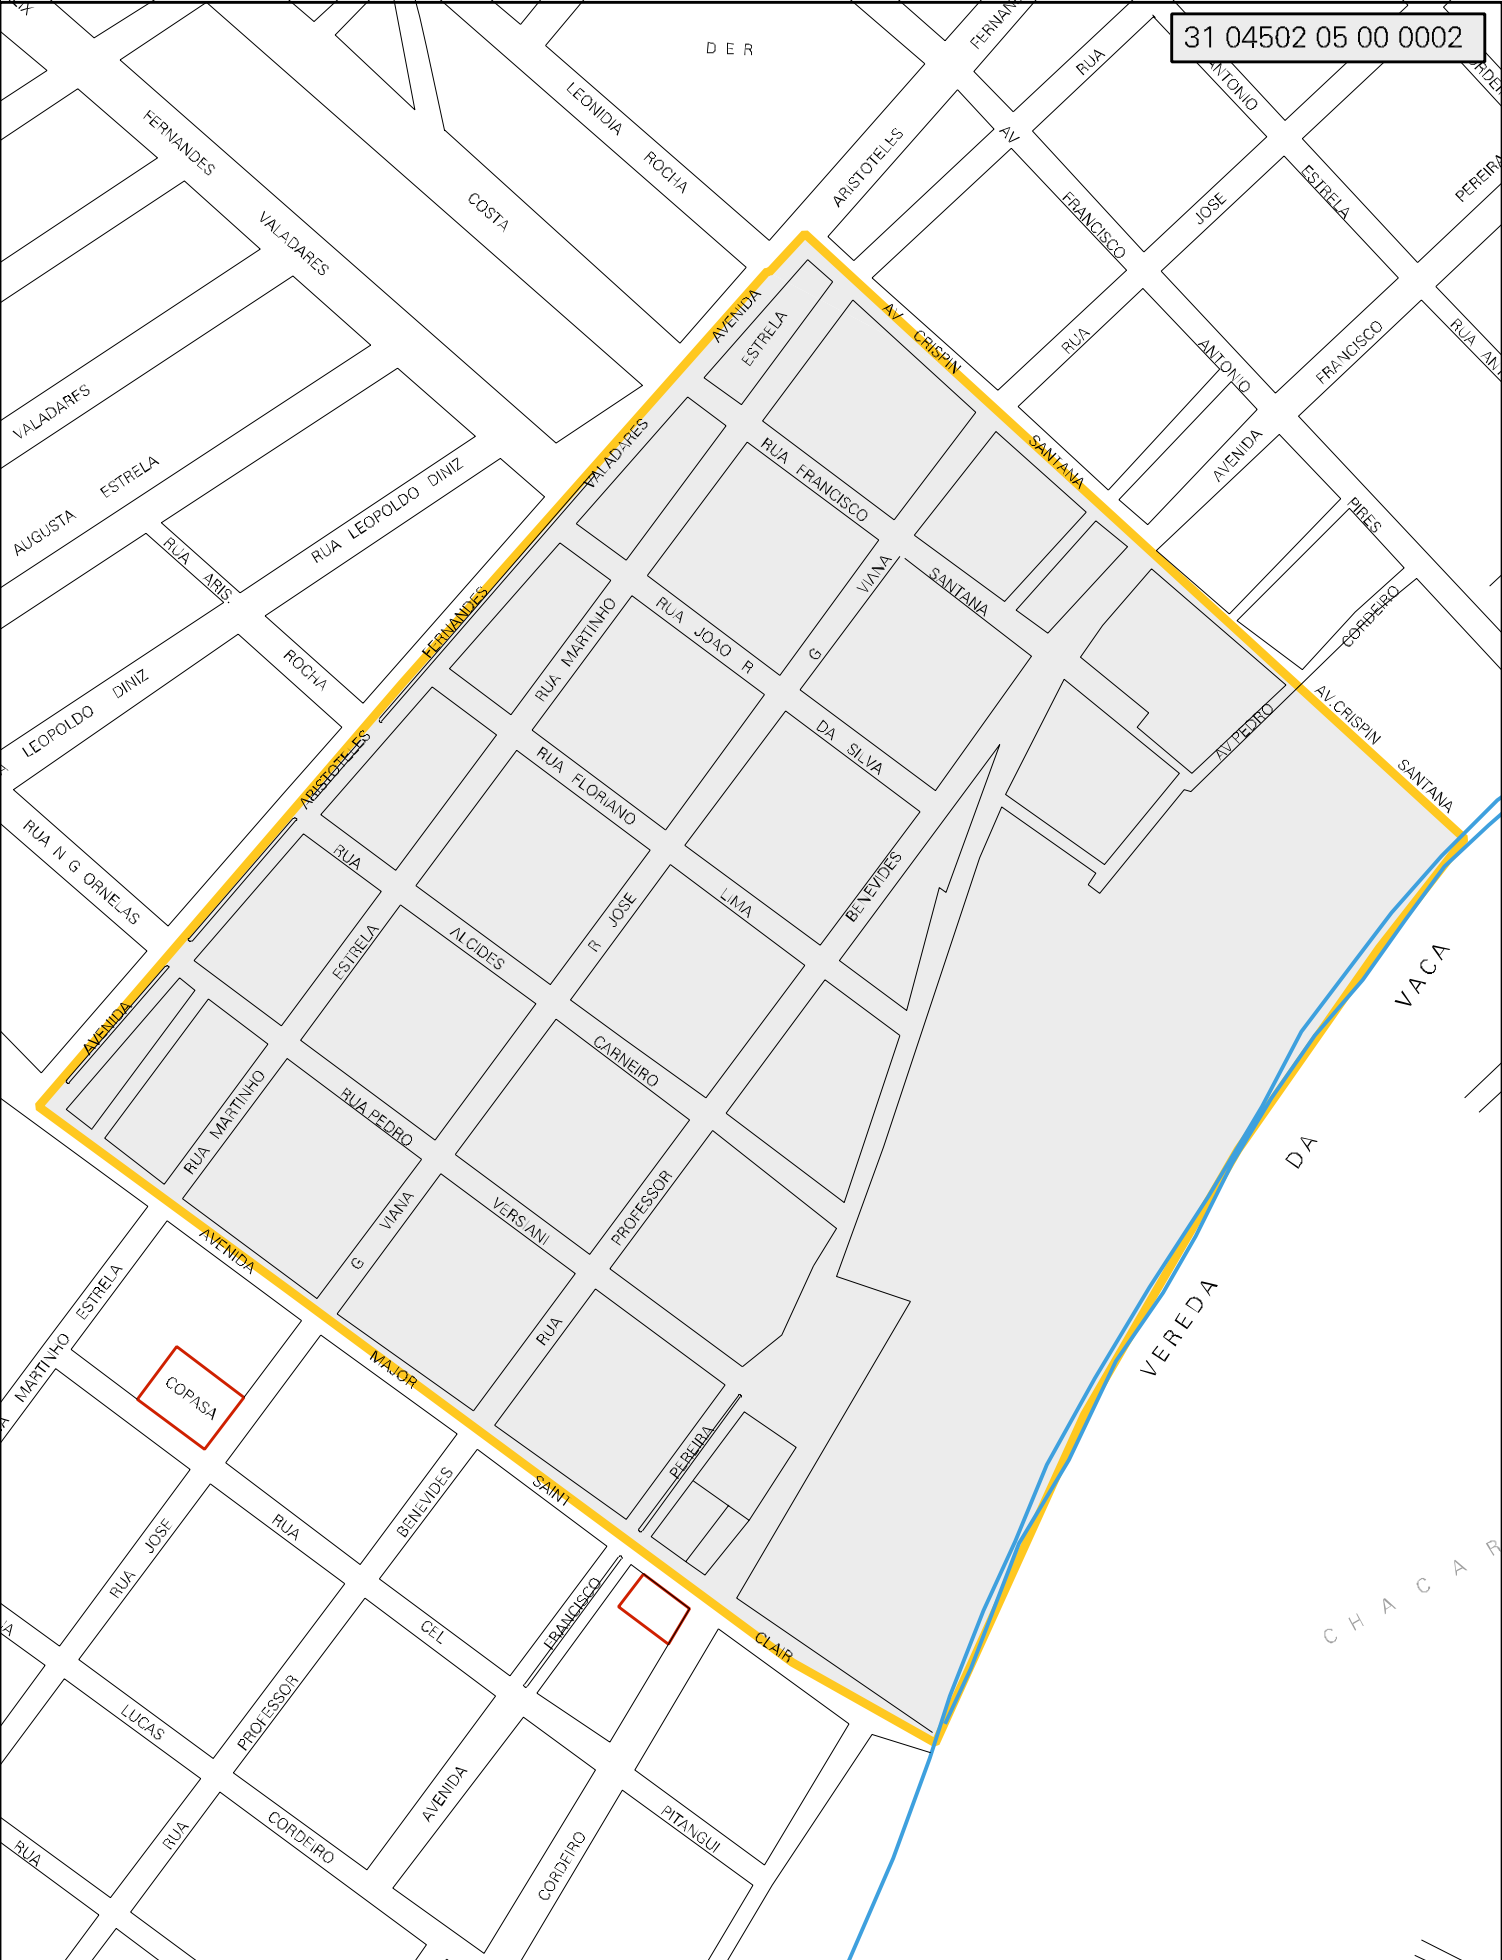 31 04502 05 00 0002
DER
LEONIDIA ROCHA
COSTA
FERNANDES VALADARES
ARISTOTELES
RUA
ANTONIO
AV
FRANCISCO
JOSE
ESTRELA
PEREIRA
RUA
ANTONIO
FRANCISCO
AVENIDA
PIRES
CORDEIRO
AV PEDRO
AV CRISPIN SANTANA
AV. CRISPIN SANTANA
VALADARES
AUGUSTA ESTRELA
RUA LEOPOLDO DINIZ
RUA ARIS.
ROCHA
LEOPOLDO DINIZ
RUA N G ORNELAS
AVENIDA ARISTOTELES FERNANDES VALADARES
AVENIDA
ESTRELA
RUA FRANCISCO SANTANA
G VIANA
RUA MARTINHO
RUA JOAO R DA SILVA
RUA FLORIANO LIMA
BENEVIDES
R JOSE
RUA ALCIDES CARNEIRO
ESTRELA
RUA MARTINHO
RUA PEDRO VERSIANI
G VIANA
PROFESSOR
RUA
PEREIRA
AVENIDA MAJOR SAINT CLAIR
VEREDA DA VACA
CHACAR
MARTINHO ESTRELA
COPASA
RUA JOSE
BENEVIDES
RUA CEL
FRANCISCO
PROFESSOR
LUCAS
AVENIDA
CORDEIRO
RUA
CORDEIRO
PITANGUI
RUA